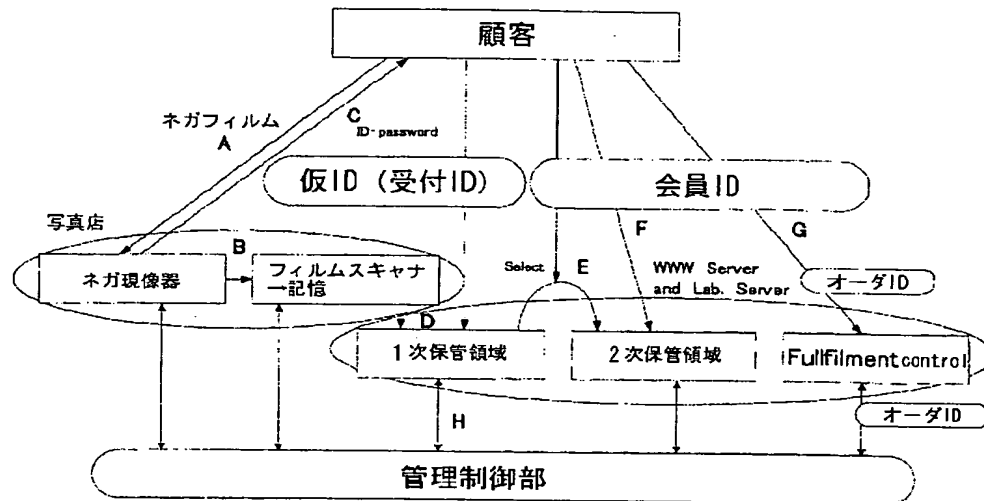 顧客
ネガフィルム
A
C
ID-password
仮ID（受付ID）
会員ID
写真店
B
F
G
ネガ現像器
フィルムスキャナ
→記憶
Select
E
WWW Server
and Lab. Server
オーダID
D
1次保管領域
2次保管領域
Fullfilment control
H
オーダID
管理制御部